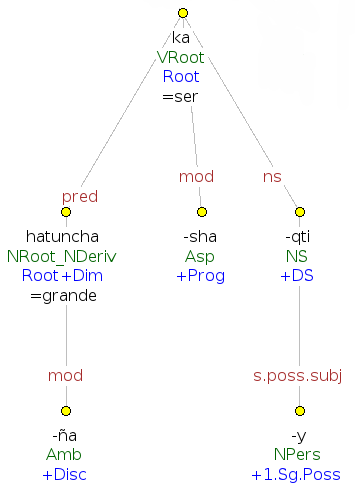 ka
VRoot
Root
=ser
pred
mod
ns
hatuncha
NRoot_NDeriv
Root+Dim
=grande
-sha
Asp
+Prog
-qti
NS
+DS
mod
s.poss.subj
-ña
Amb
+Disc
-y
NPers
+1.Sg.Poss